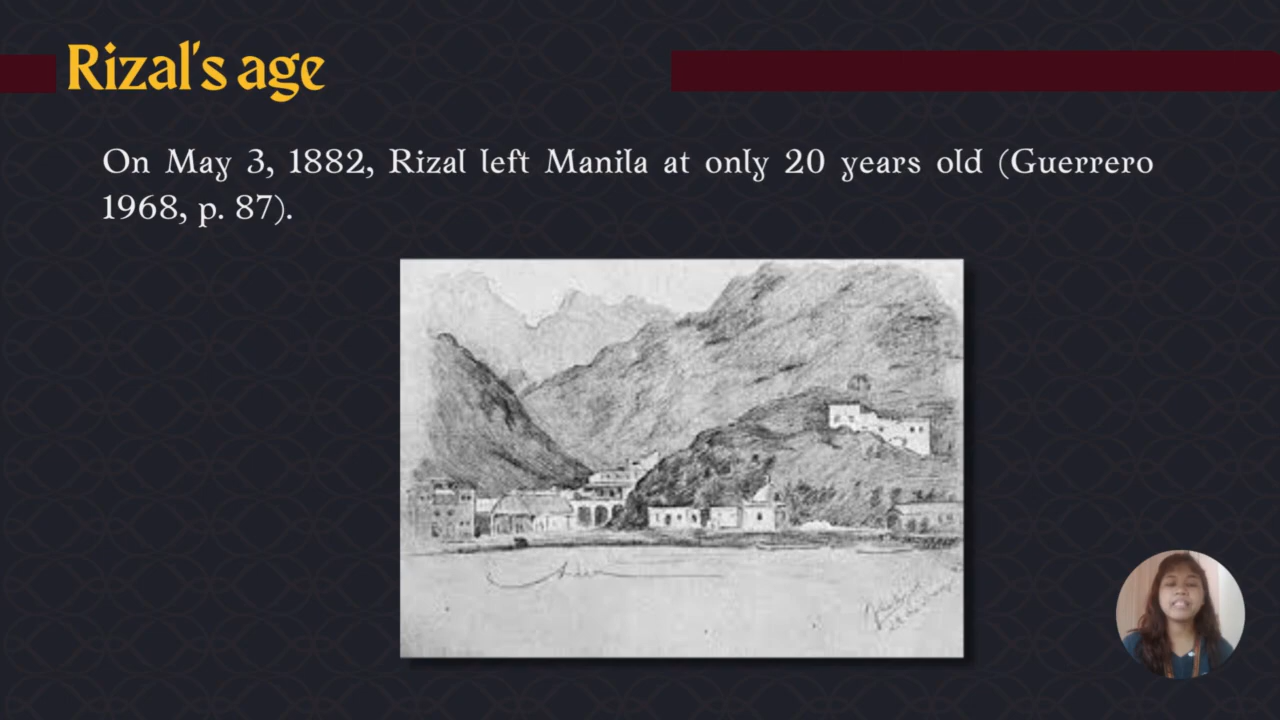 Rizal's age
On May 3, 1882, Rizal left Manila at only 20 years old (Guerrero
1968, p. 87).